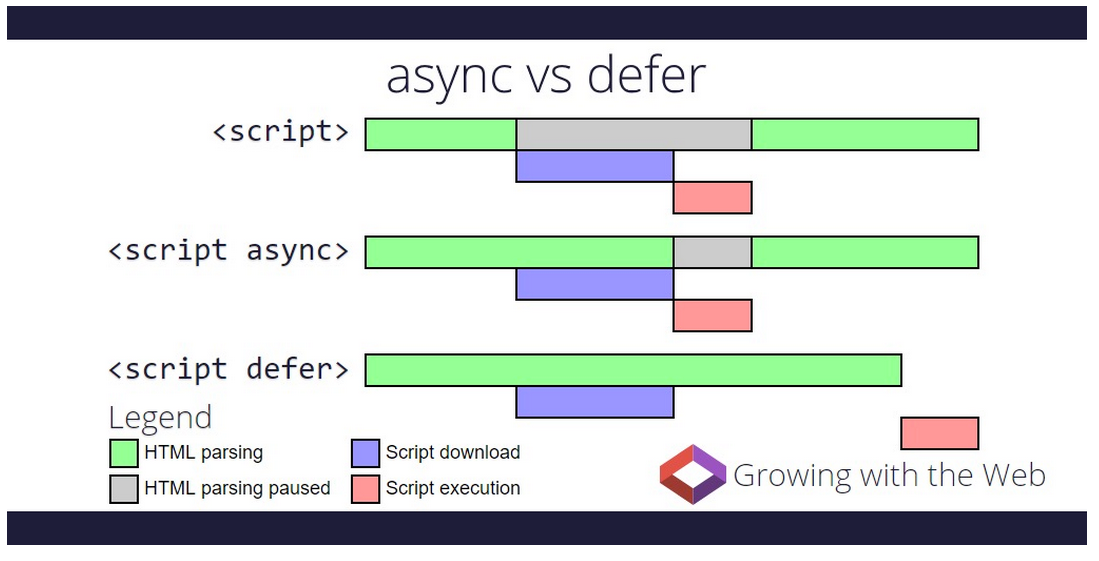 async vs defer
<script>
<script async>
<script defer>
Legend
HTML parsing
Script download
HTML parsing paused
Script execution
Growing with the Web